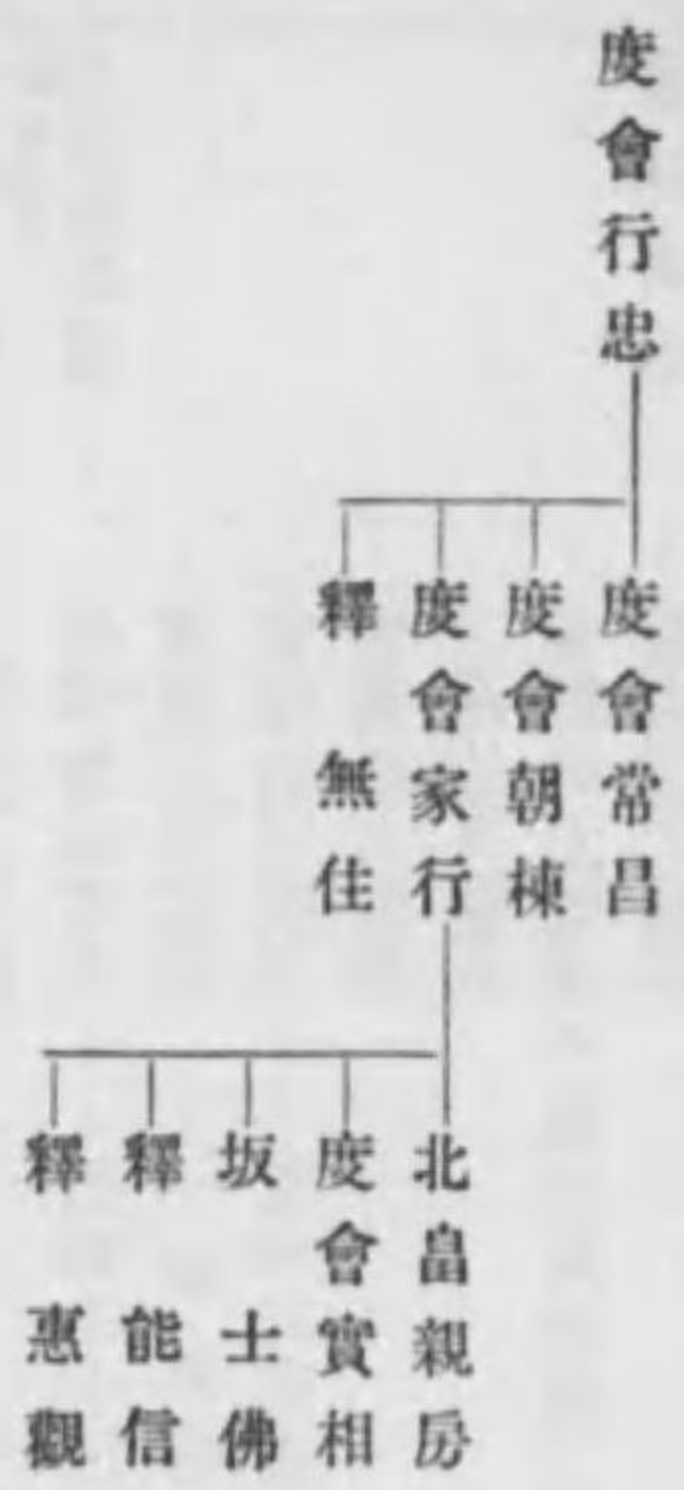 度會行忠
度會常昌
度會朝棟
度會家行
釋無住
北畠親房
度會實相
坂士佛
釋能信
釋惠觀